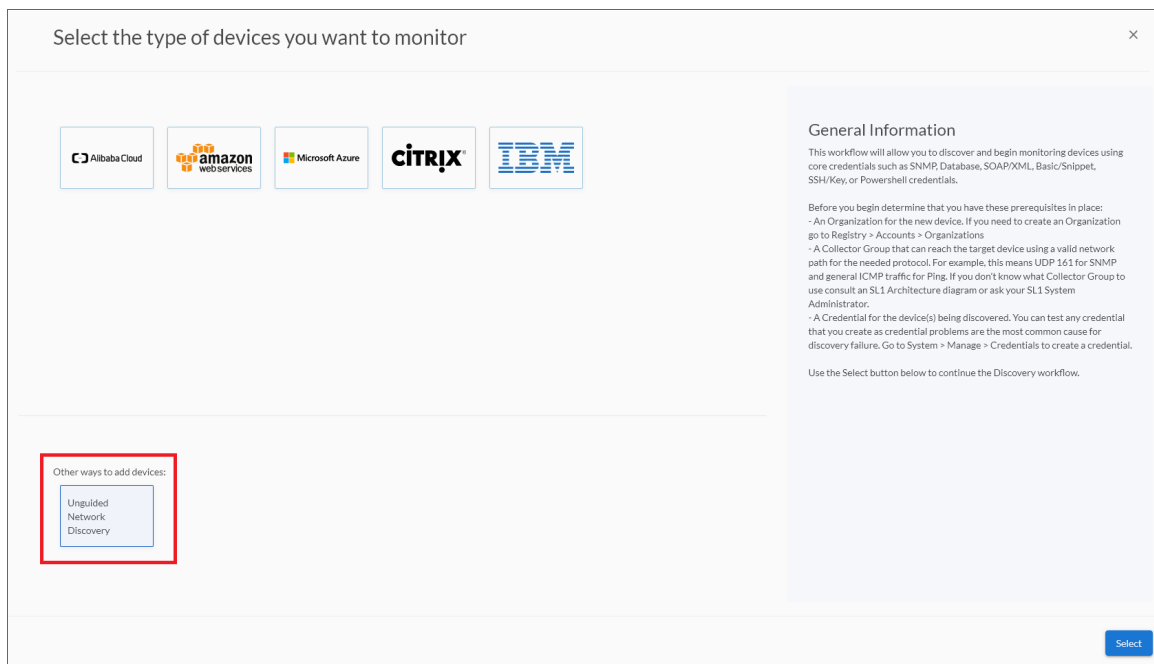 Select the type of devices you want to monitor
Alibaba Cloud
amazon
webservices
Microsoft Azure
CİTRIX®
IBM
General Information
This workflow will allow you to discover and begin monitoring devices using
core credentials such as SNMP, Database, SOAP/XML, Basic/Snippet,
SSH/Key, or Powershell credentials.
Before you begin determine that you have these prerequisites in place:
- An Organization for the new device. If you need to create an Organization
go to Registry > Accounts > Organizations
- A Collector Group that can reach the target device using a valid network
path for the needed protocol. For example, this means UDP 161 for SNMP
and general ICMP traffic for Ping. If you don't know what Collector Group to
use consult an SL1 Architecture diagram or ask your SL1 System
Administrator.
- A Credential for the device(s) being discovered. You can test any credential
that you create as credential problems are the most common cause for
discovery failure. Go to System > Manage > Credentials to create a credential.
Use the Select button below to continue the Discovery workflow.
Other ways to add devices:
Unguided
Network
Discovery
Select